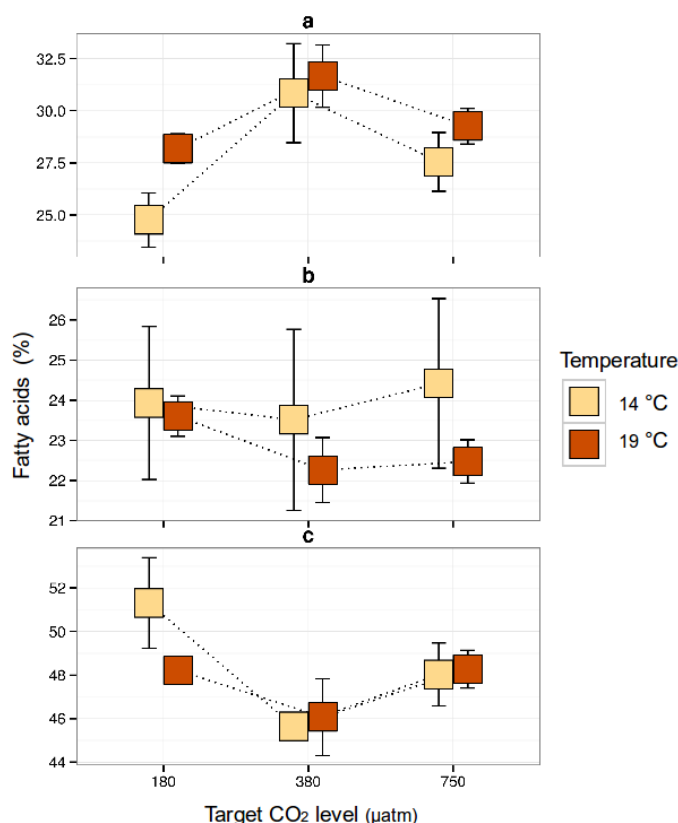 a
32.5
30.0
27.5
25.0
b
26
25
24
23
22
21
c
52
50
48
46
44
180 380 750
Fatty acids (%)
Target CO₂ level (µatm)
Temperature
14 °C
19 °C